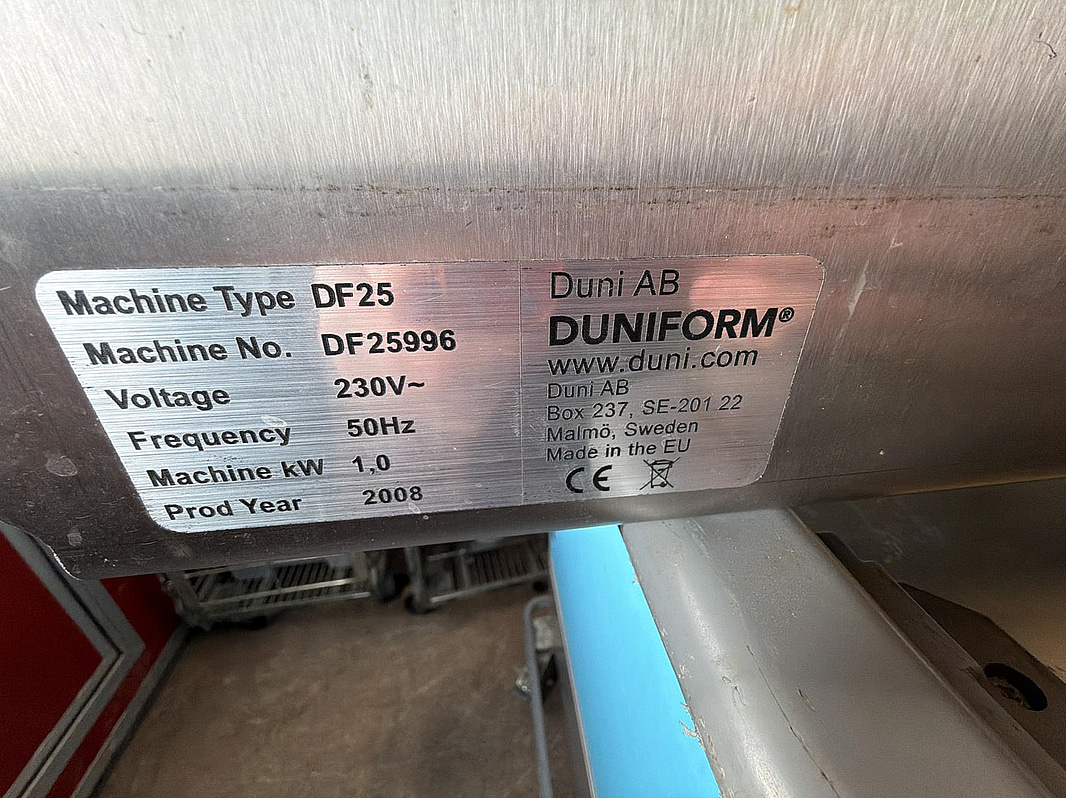 Machine Type DF25
Machine No. DF25996
Voltage 230V~
Frequency 50Hz
Machine kW 1,0
Prod Year 2008
Duni AB
DUNIFORM®
www.duni.com
Duni AB
Box 237, SE-201 22
Malmö, Sweden
Made in the EU
CE